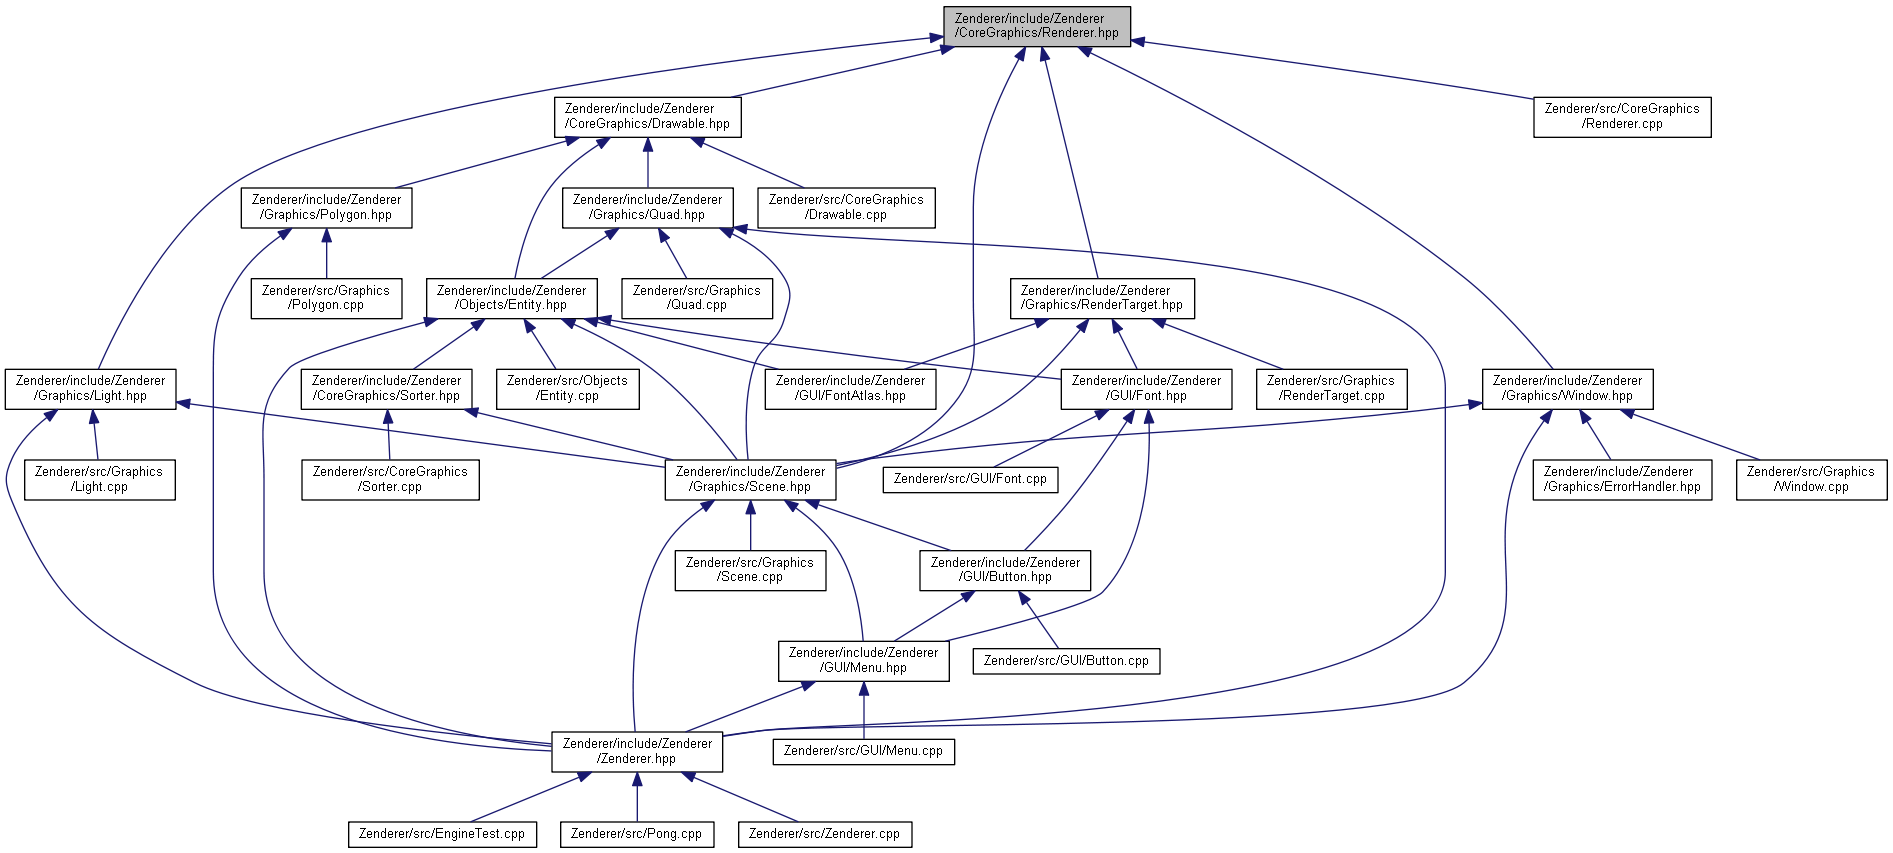 Zenderer/include/Zenderer
/CoreGraphics/Renderer.hpp
Zenderer/include/Zenderer
/CoreGraphics/Drawable.hpp
Zenderer/src/CoreGraphics
/Renderer.cpp
Zenderer/include/Zenderer
/Graphics/Polygon.hpp
Zenderer/include/Zenderer
/Graphics/Quad.hpp
Zenderer/src/CoreGraphics
/Drawable.cpp
Zenderer/src/Graphics
/Polygon.cpp
Zenderer/include/Zenderer
/Objects/Entity.hpp
Zenderer/src/Graphics
/Quad.cpp
Zenderer/include/Zenderer
/Graphics/RenderTarget.hpp
Zenderer/include/Zenderer
/Graphics/Light.hpp
Zenderer/include/Zenderer
/CoreGraphics/Sorter.hpp
Zenderer/src/Objects
/Entity.cpp
Zenderer/include/Zenderer
/GUI/FontAtlas.hpp
Zenderer/include/Zenderer
/GUI/Font.hpp
Zenderer/src/Graphics
/RenderTarget.cpp
Zenderer/include/Zenderer
/Graphics/Window.hpp
Zenderer/src/Graphics
/Light.cpp
Zenderer/src/CoreGraphics
/Sorter.cpp
Zenderer/include/Zenderer
/Graphics/Scene.hpp
Zenderer/src/GUI/Font.cpp
Zenderer/include/Zenderer
/Graphics/ErrorHandler.hpp
Zenderer/src/Graphics
/Window.cpp
Zenderer/src/Graphics
/Scene.cpp
Zenderer/include/Zenderer
/GUI/Button.hpp
Zenderer/include/Zenderer
/GUI/Menu.hpp
Zenderer/src/GUI/Button.cpp
Zenderer/include/Zenderer
/Zenderer.hpp
Zenderer/src/GUI/Menu.cpp
Zenderer/src/EngineTest.cpp
Zenderer/src/Pong.cpp
Zenderer/src/Zenderer.cpp